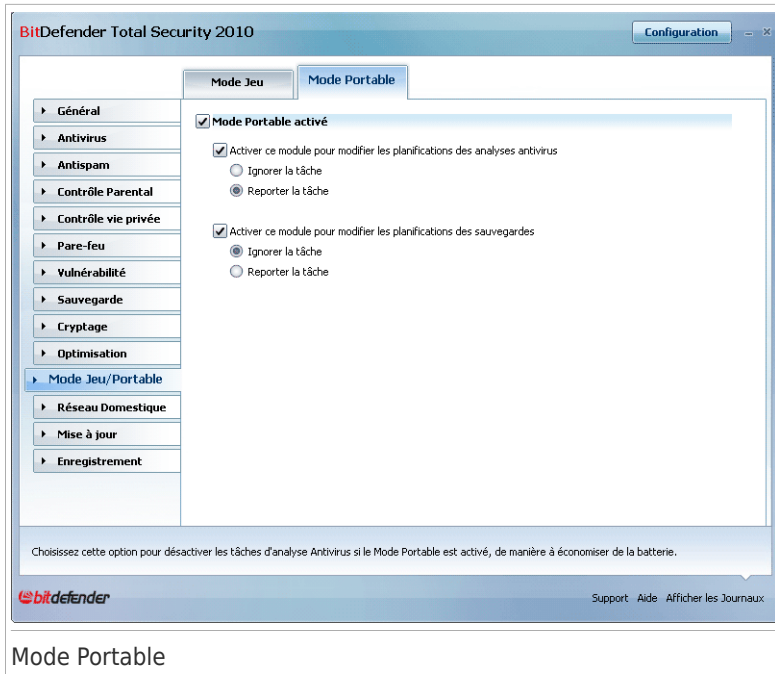 BitDefender Total Security 2010
Configuration
Mode Jeu
Mode Portable
Général
Antivirus
Antispam
Contrôle Parental
Contrôle vie privée
Pare-feu
Vulnérabilité
Sauvegarde
Cryptage
Optimisation
Mode Jeu/Portable
Réseau Domestique
Mise à jour
Enregistrement
Mode Portable activé
Activer ce module pour modifier les planifications des analyses antivirus
Ignorer la tâche
Reporter la tâche
Activer ce module pour modifier les planifications des sauvegardes
Ignorer la tâche
Reporter la tâche
Choisissez cette option pour désactiver les tâches d'analyse Antivirus si le Mode Portable est activé, de manière à économiser de la batterie.
bitdefender
Support Aide Afficher les Journaux
Mode Portable